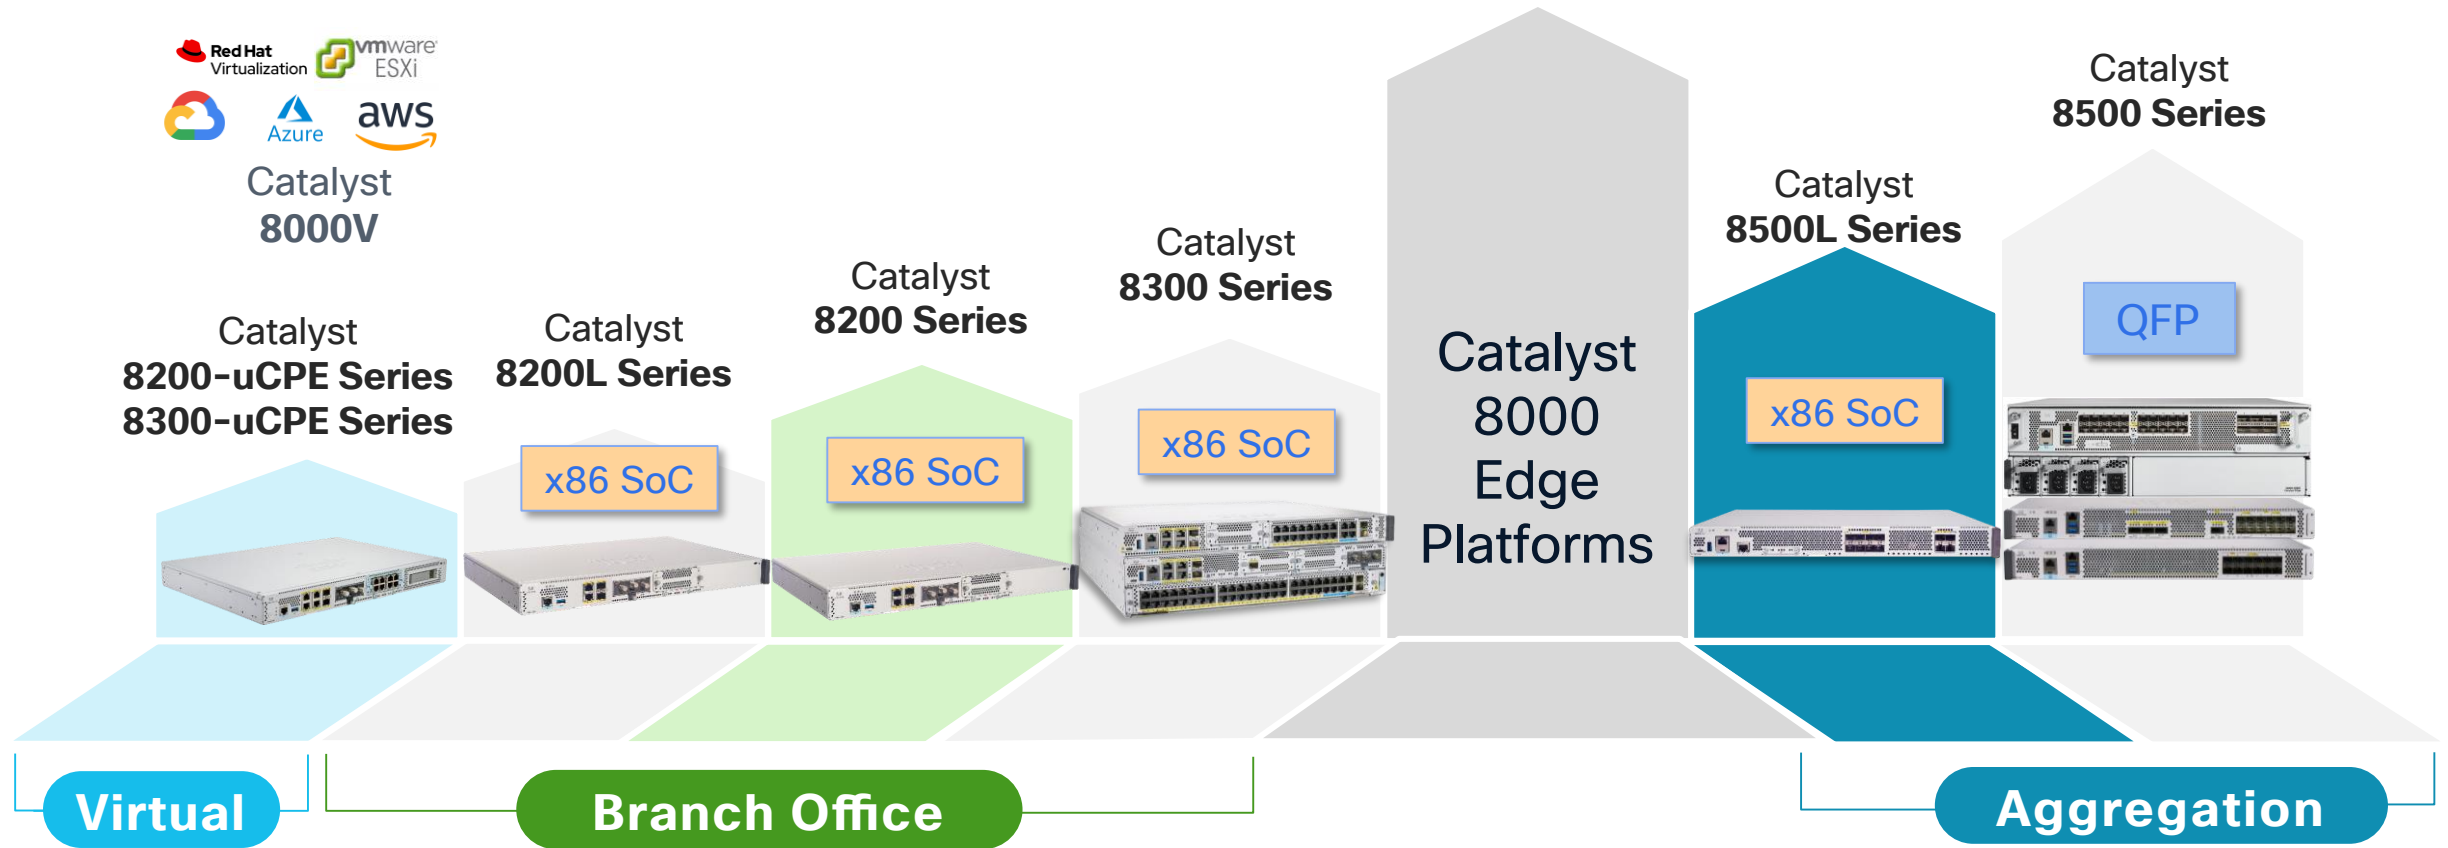 Red Hat
Virtualization
vmware
ESXi
Azure
aws
Catalyst
8000V
Catalyst
8200-uCPE Series
8300-uCPE Series
Catalyst
8200L Series
x86 SoC
Catalyst
8200 Series
x86 SoC
Catalyst
8300 Series
x86 SoC
Catalyst
8000
Edge
Platforms
Catalyst
8500L Series
x86 SoC
Catalyst
8500 Series
QFP
Virtual
Branch Office
Aggregation